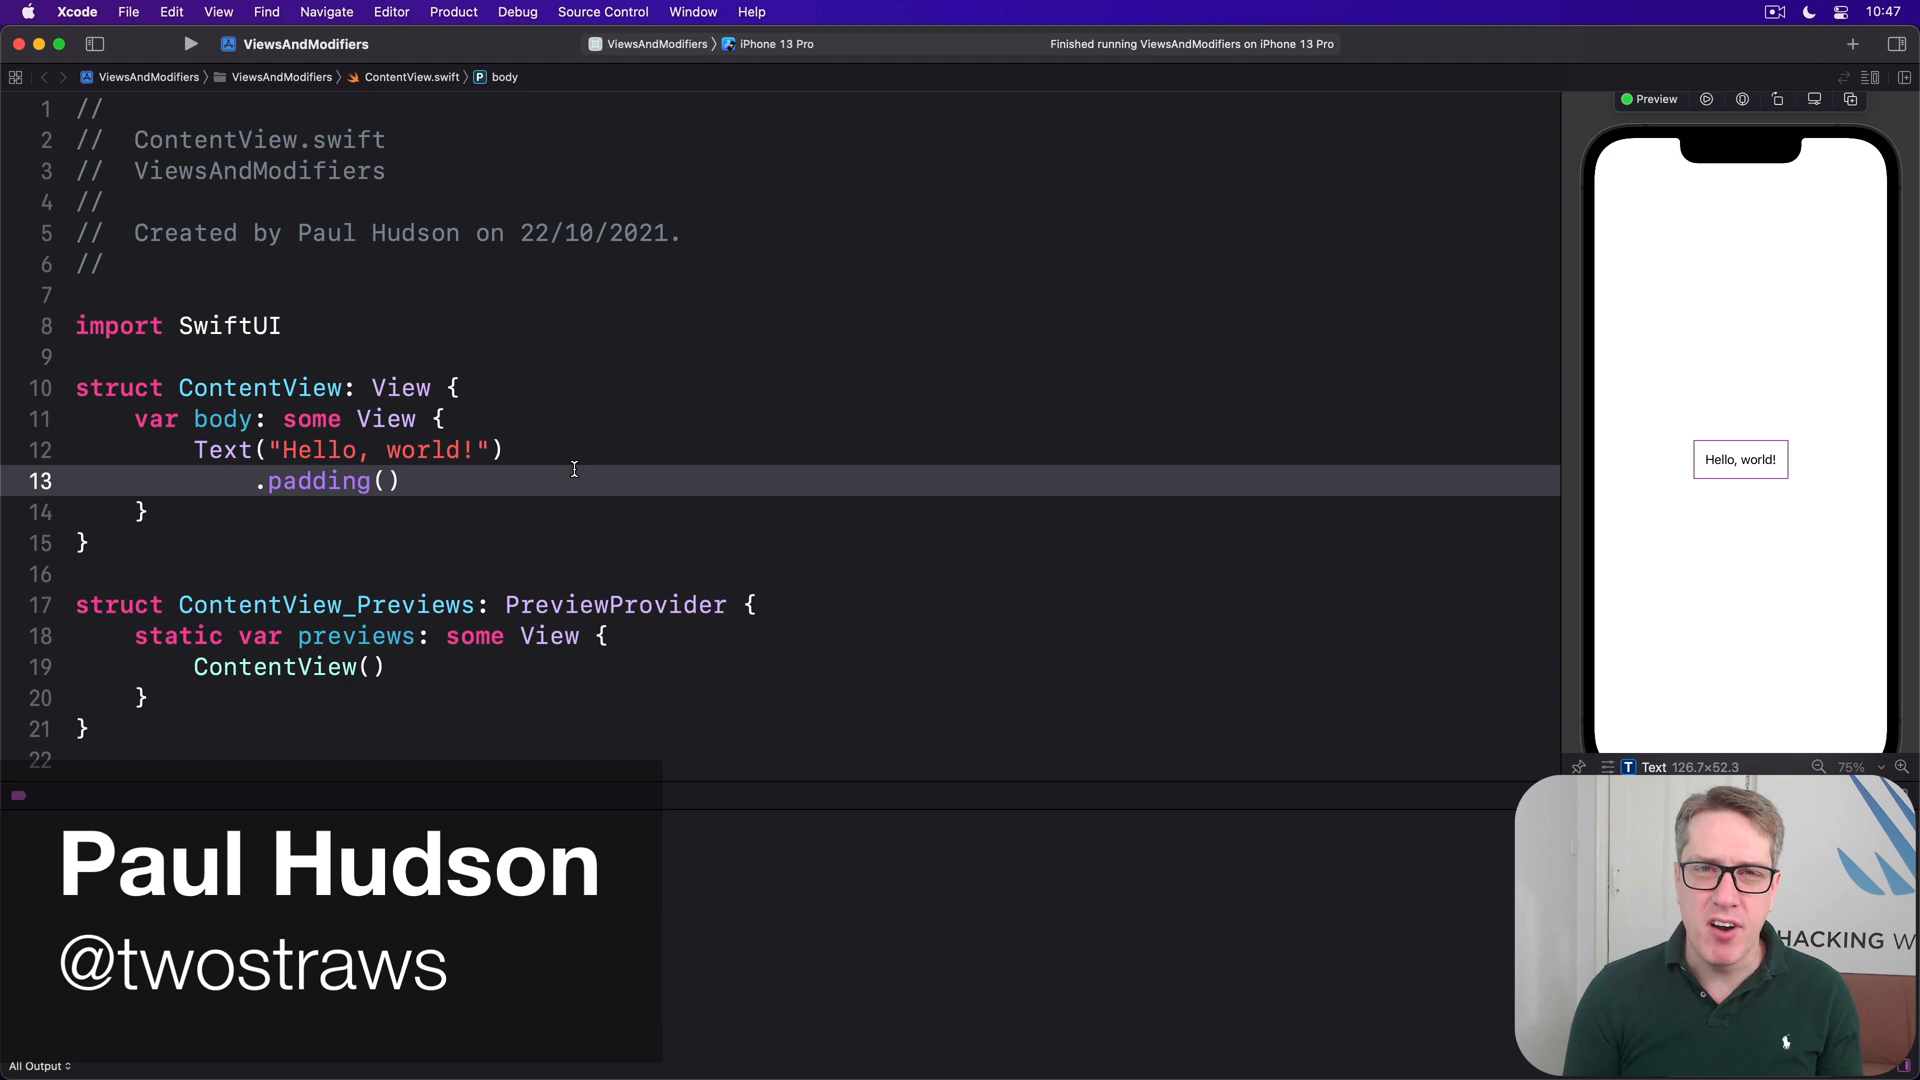 Xcode File Edit View Find Navigate Editor Product Debug Source Control Window Help 10:47
ViewsAndModifiers ViewsAndModifiers iPhone 13 Pro Finished running ViewsAndModifiers on iPhone 13 Pro
ViewsAndModifiers ViewsAndModifiers ContentView.swift P body
Preview
1 //
2 // ContentView.swift
3 // ViewsAndModifiers
4 //
5 // Created by Paul Hudson on 22/10/2021.
6 //
7
8 import SwiftUI
9
10 struct ContentView: View {
11 var body: some View {
12 Text("Hello, world!")
13 .padding()
14 }
15 }
16
17 struct ContentView_Previews: PreviewProvider {
18 static var previews: some View {
19 ContentView()
20 }
21 }
22
Hello, world!
T Text 126.7×52.3 75%
Paul Hudson
@twostraws
HACKING W
All Output